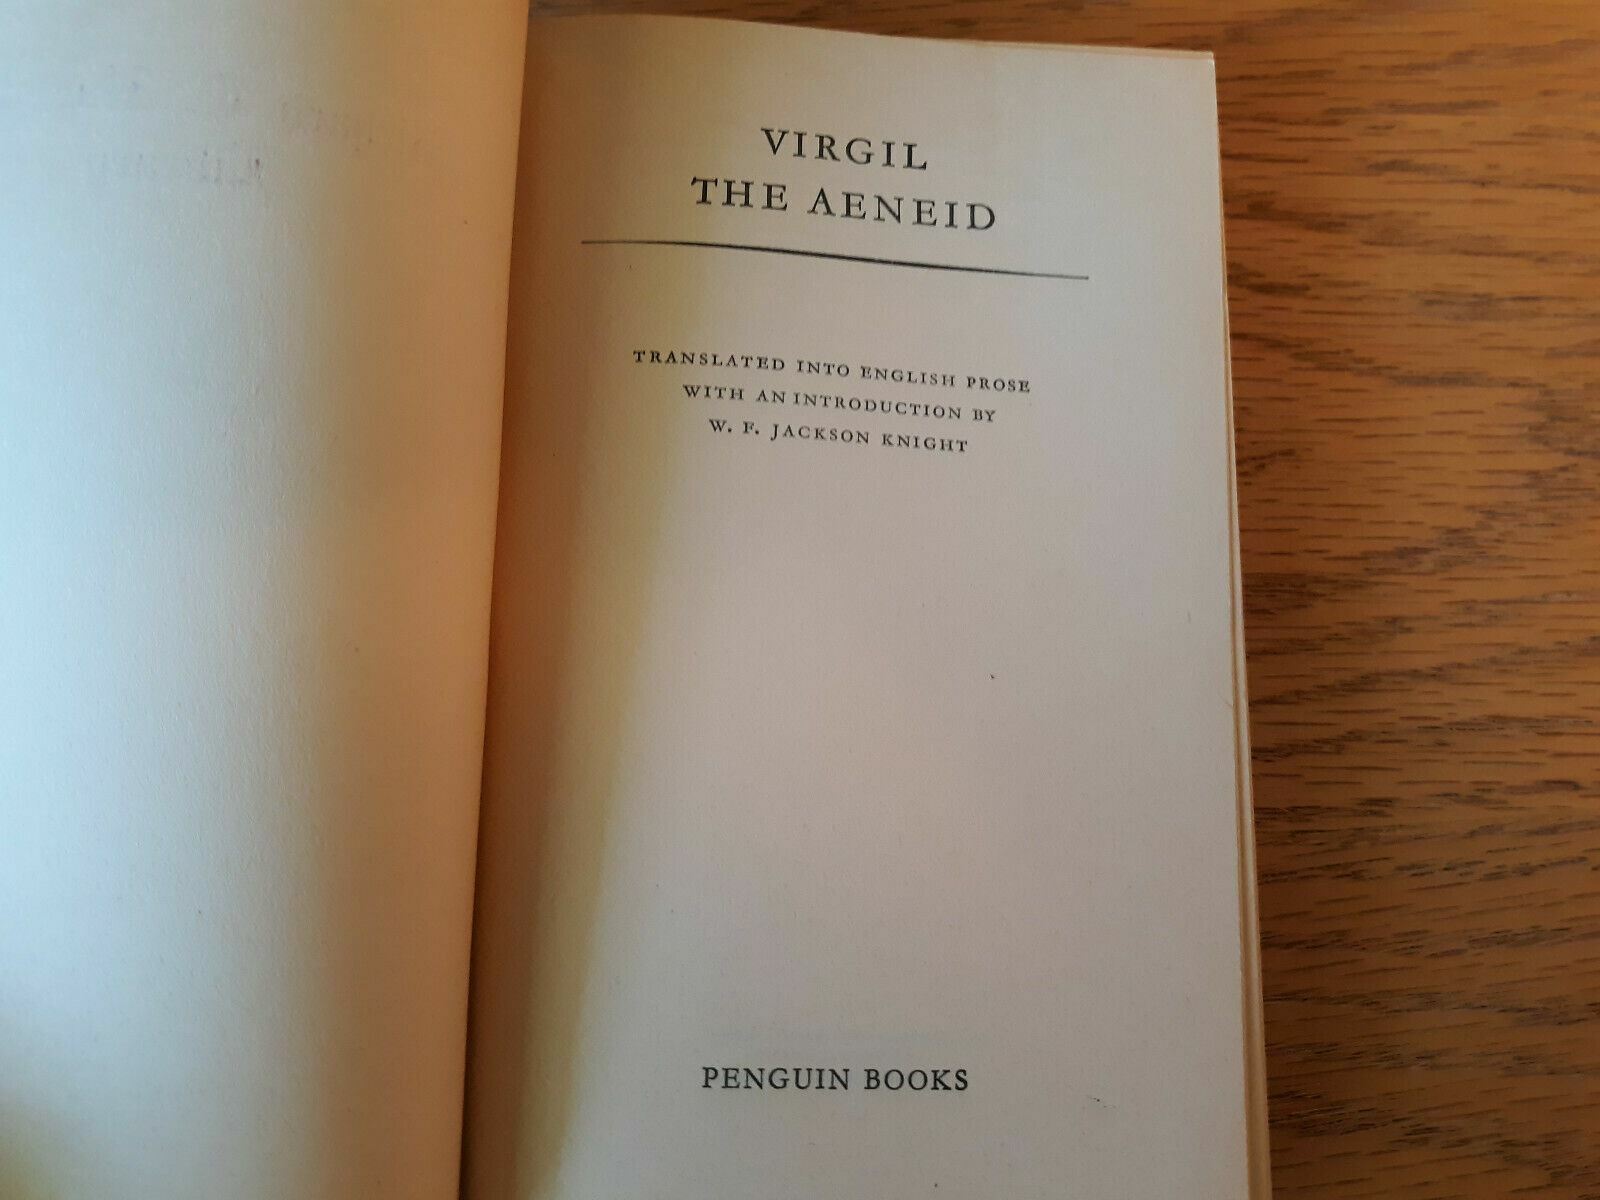 VIRGIL
THE AENEID
TRANSLATED INTO ENGLISH PROSE
WITH AN INTRODUCTION BY
W. F. JACKSON KNIGHT
PENGUIN BOOKS